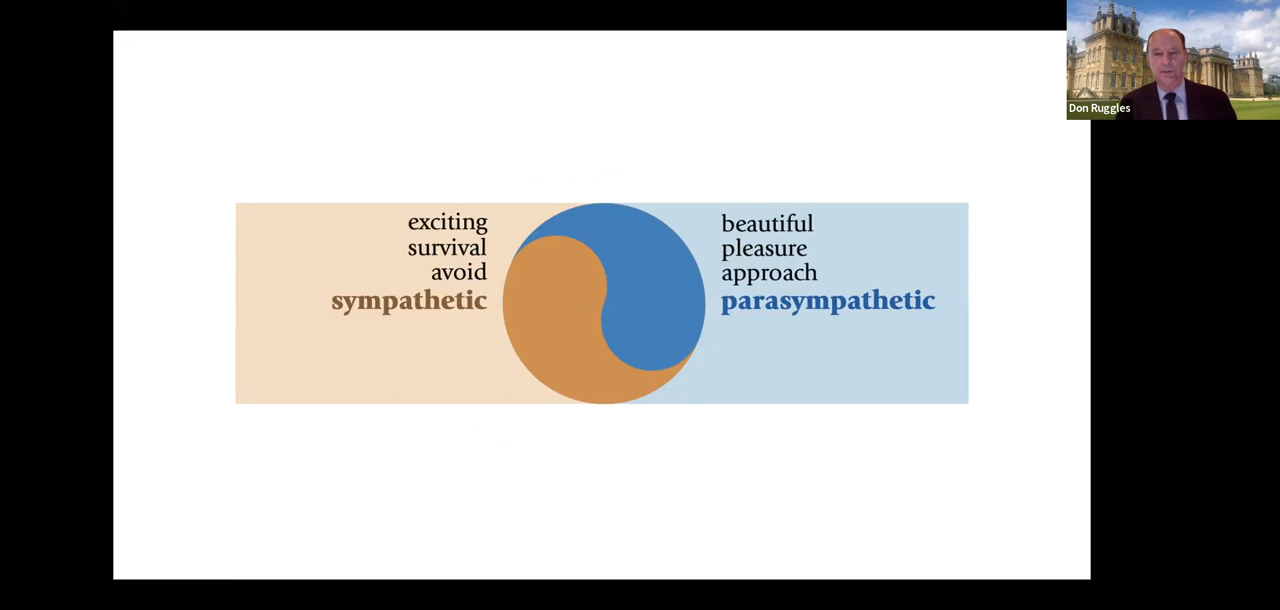 exciting
survival
avoid
sympathetic
beautiful
pleasure
approach
parasympathetic
Don Ruggles